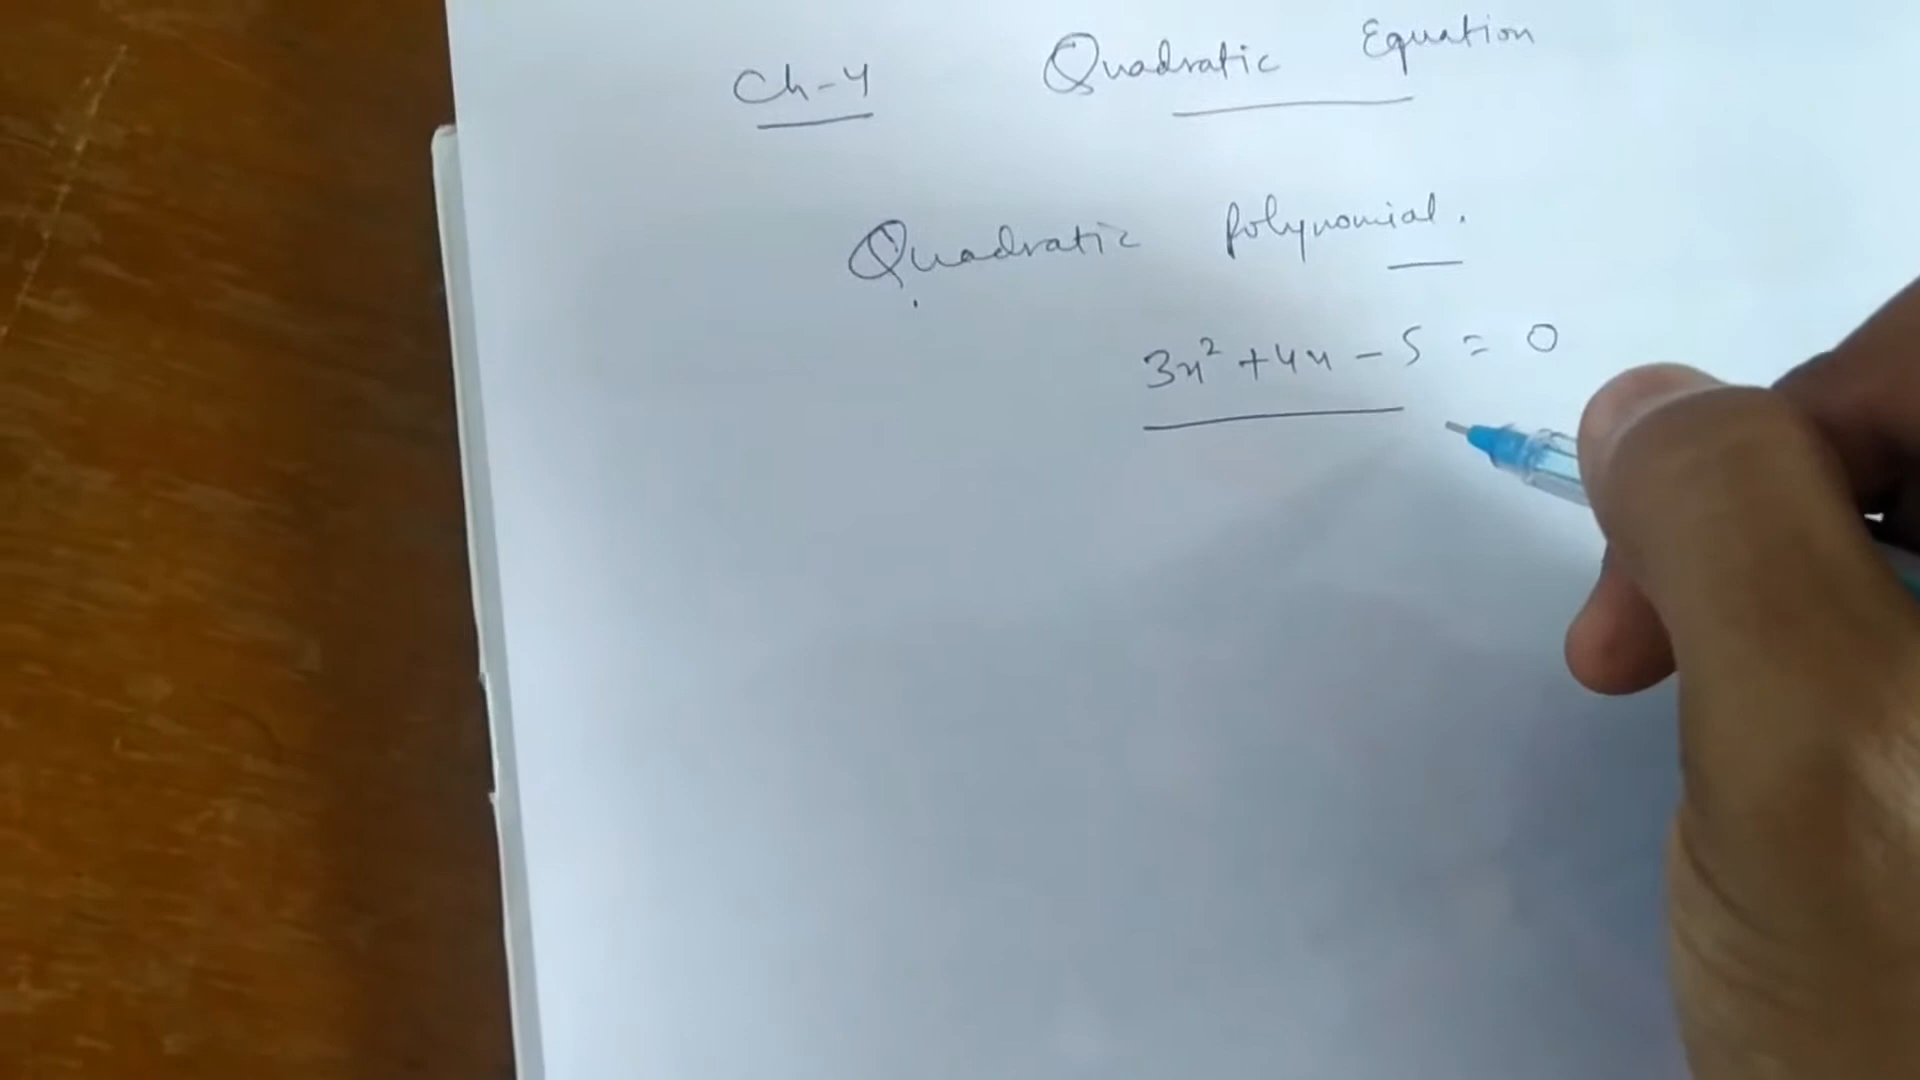 Ch-4 Quadratic Equation
Quadratic polynomial.
3x² + 4x - 5 = 0